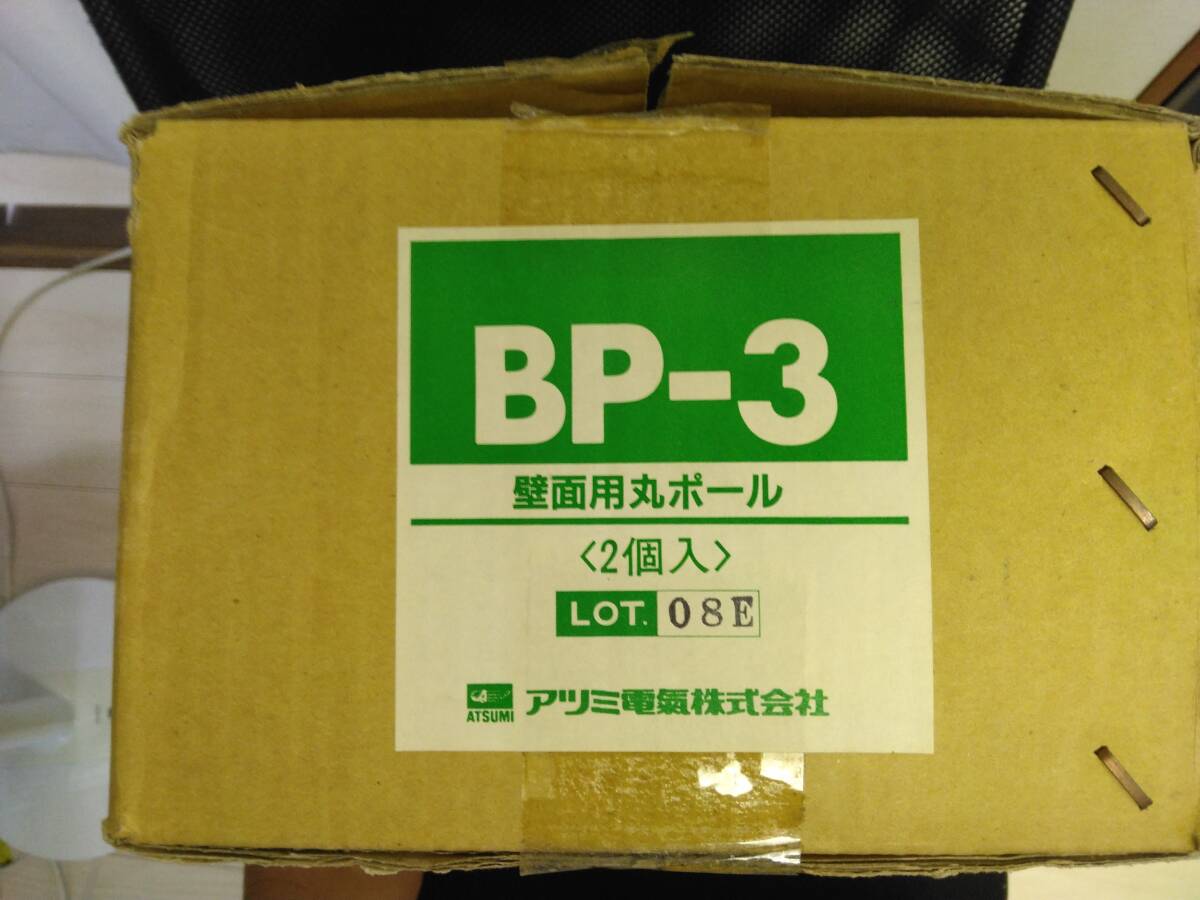 BP-3
壁面用丸ポール
〈2個入〉
LOT. 08E
ATSUMI アツミ電氣株式会社